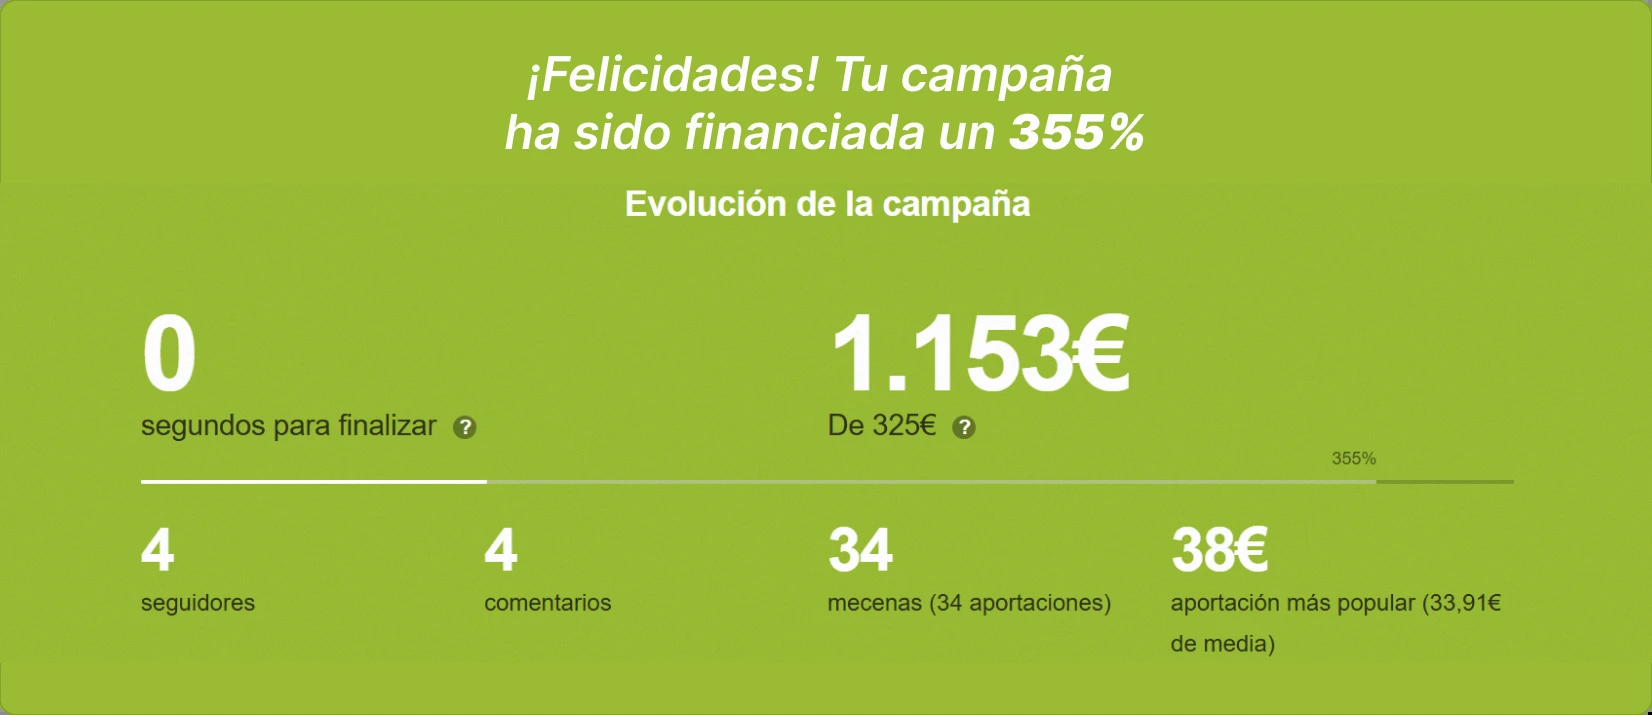 ¡Felicidades! Tu campaña
ha sido financiada un 355%
Evolución de la campaña
0
segundos para finalizar ?
1.153€
De 325€ ?
355%
4
seguidores
4
comentarios
34
mecenas (34 aportaciones)
38€
aportación más popular (33,91€
de media)